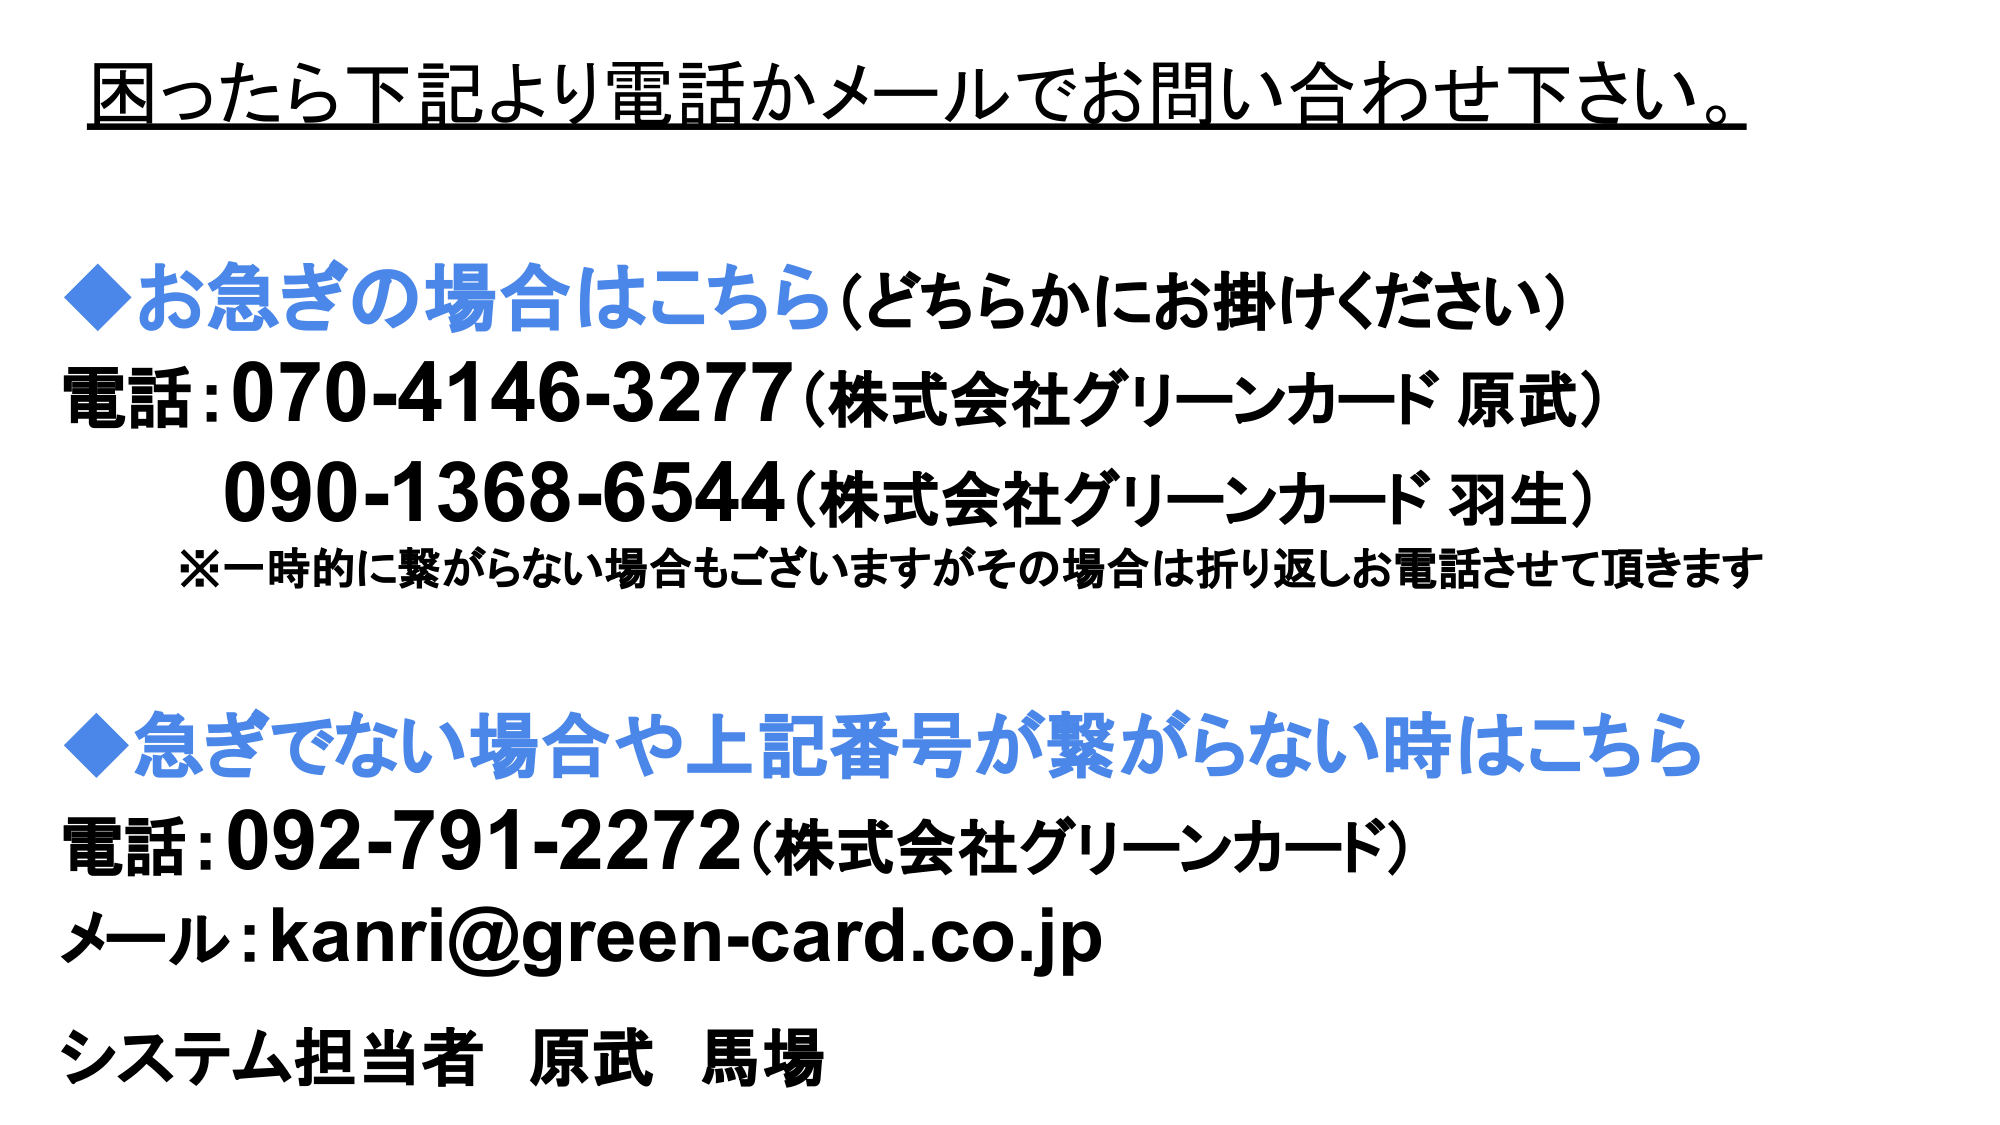 困ったら下記より電話かメールでお問い合わせ下さい。
◆お急ぎの場合はこちら（どちらかにお掛けください）
電話：070-4146-3277（株式会社グリーンカード 原武）
090-1368-6544（株式会社グリーンカード 羽生）
※一時的に繋がらない場合もございますがその場合は折り返しお電話させて頂きます
◆急ぎでない場合や上記番号が繋がらない時はこちら
電話：092-791-2272（株式会社グリーンカード）
メール：kanri@green-card.co.jp
システム担当者　原武　馬場